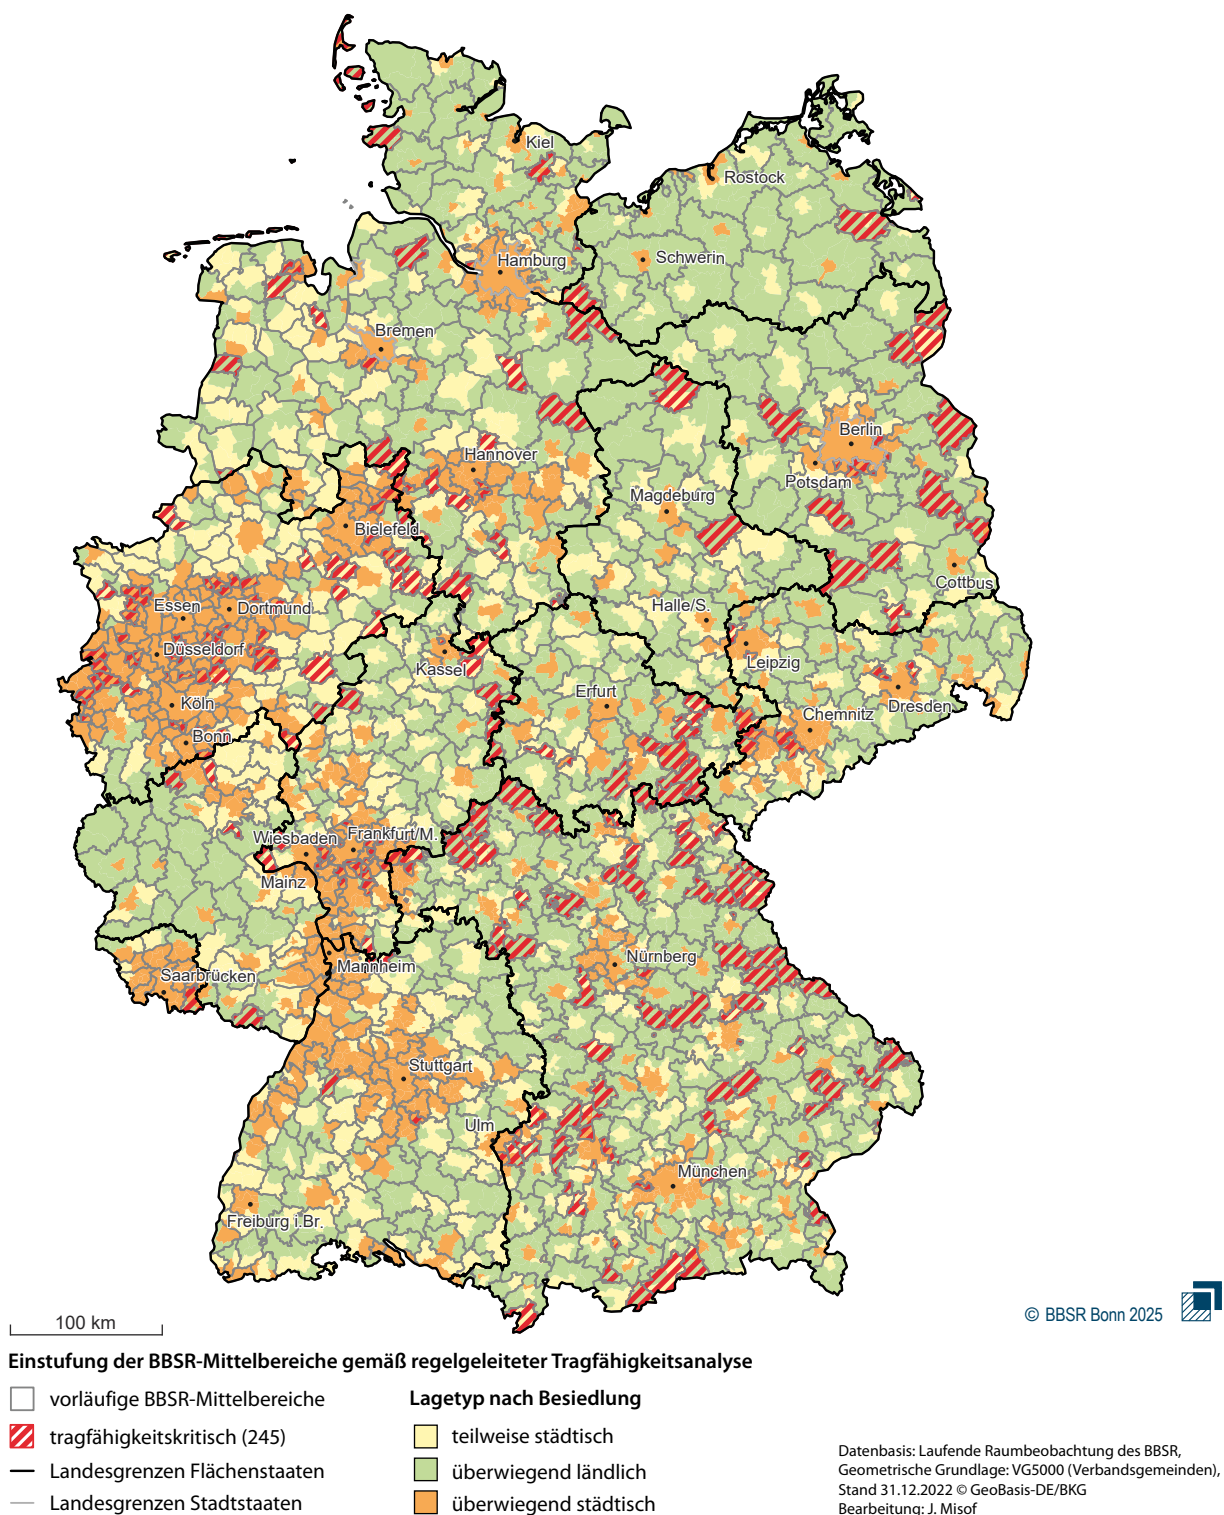 Kiel
Rostock
Hamburg
Schwerin
Bremen
Berlin
Hannover
Potsdam
Magdeburg
Bielefeld
Cottbus
Essen
Dortmund
Halle/S.
Düsseldorf
Kassel
Leipzig
Erfurt
Köln
Dresden
Chemnitz
Bonn
Wiesbaden
Frankfurt/M.
Mainz
Nürnberg
Mannheim
Saarbrücken
Stuttgart
Ulm
München
Freiburg i.Br.
© BBSR Bonn 2025
100 km
Einstufung der BBSR-Mittelbereiche gemäß regelgeleiteter Tragfähigkeitsanalyse
vorläufige BBSR-Mittelbereiche
tragfähigkeitskritisch (245)
Landesgrenzen Flächenstaaten
Landesgrenzen Stadtstaaten
Lagetyp nach Besiedlung
teilweise städtisch
überwiegend ländlich
überwiegend städtisch
Datenbasis: Laufende Raumbeobachtung des BBSR,
Geometrische Grundlage: VG5000 (Verbandsgemeinden),
Stand 31.12.2022 © GeoBasis-DE/BKG
Bearbeitung: J. Misof